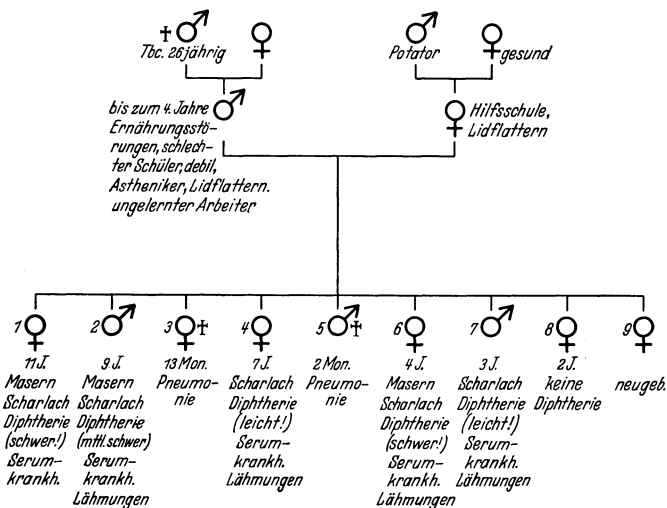 †
Tbc. 26jährig
Potator
gesund
bis zum 4. Jahre
Ernährungsstö-
rungen, schlech-
ter Schüler, debil,
Astheniker, Lidflattern.
ungelernter Arbeiter
Hilfsschule,
Lidflattern
1
11 J.
Masern
Scharlach
Diphtherie
(schwer!)
Serum-
krankh.
2
9 J.
Masern
Scharlach
Diphtherie
(mttl. schwer)
Serum-
krankh.
Lähmungen
3 †
13 Mon.
Pneumo-
nie
4
7 J.
Scharlach
Diphtherie
(leicht!)
Serum-
krankh.
Lähmungen
5 †
2 Mon.
Pneumo-
nie
6
4 J.
Masern
Scharlach
Diphtherie
(schwer!)
Serum-
krankh.
Lähmungen
7
3 J.
Scharlach
Diphtherie
(leicht!)
Serum-
krankh.
Lähmungen
8
2 J.
keine
Diphtherie
9
neugeb.